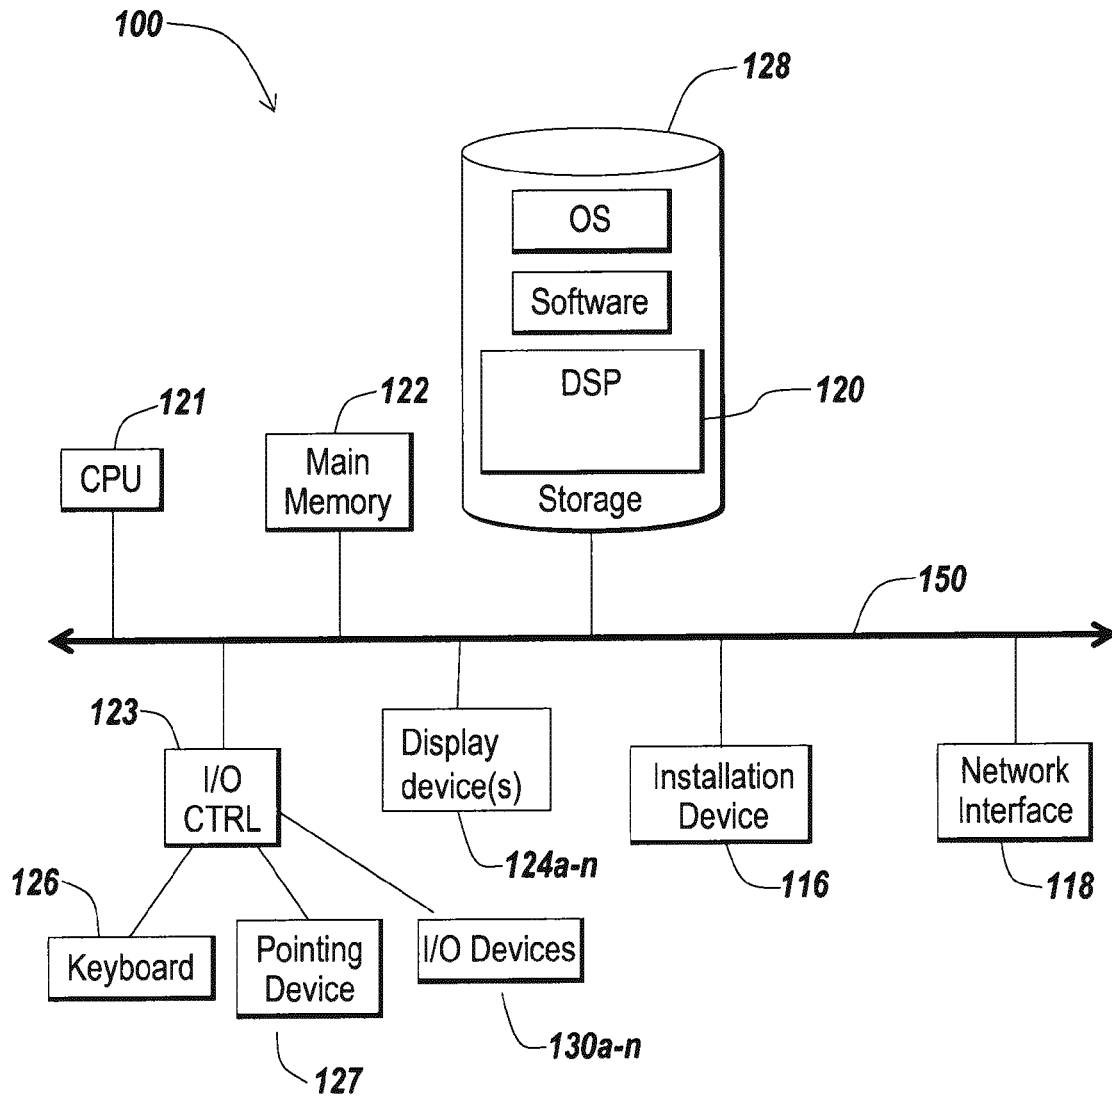 100
128
OS
Software
DSP
120
Storage
121
CPU
122
Main
Memory
150
123
I/O
CTRL
Display
device(s)
124a-n
Installation
Device
116
Network
Interface
118
126
Keyboard
Pointing
Device
127
I/O Devices
130a-n